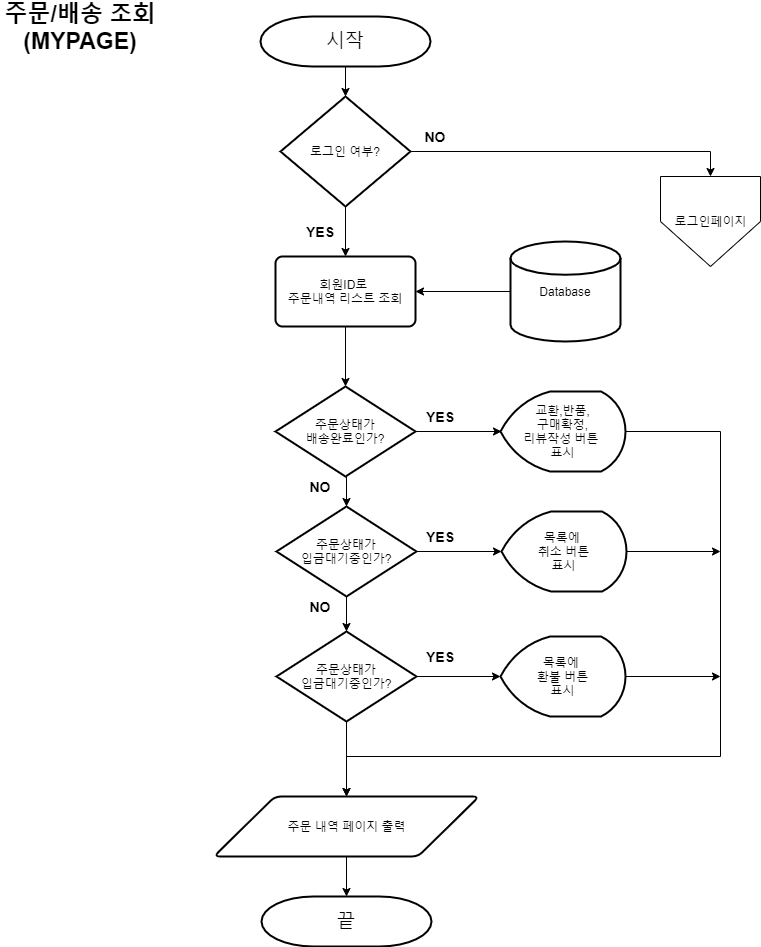 주문/배송 조회
(MYPAGE)
시작
로그인 여부?
NO
로그인페이지
YES
회원ID로
주문내역 리스트 조회
Database
주문상태가
배송완료인가?
YES
교환,반품,
구매확정,
리뷰작성 버튼
표시
NO
주문상태가
입금대기중인가?
YES
목록에
취소 버튼
표시
NO
주문상태가
입금대기중인가?
YES
목록에
환불 버튼
표시
주문 내역 페이지 출력
끝